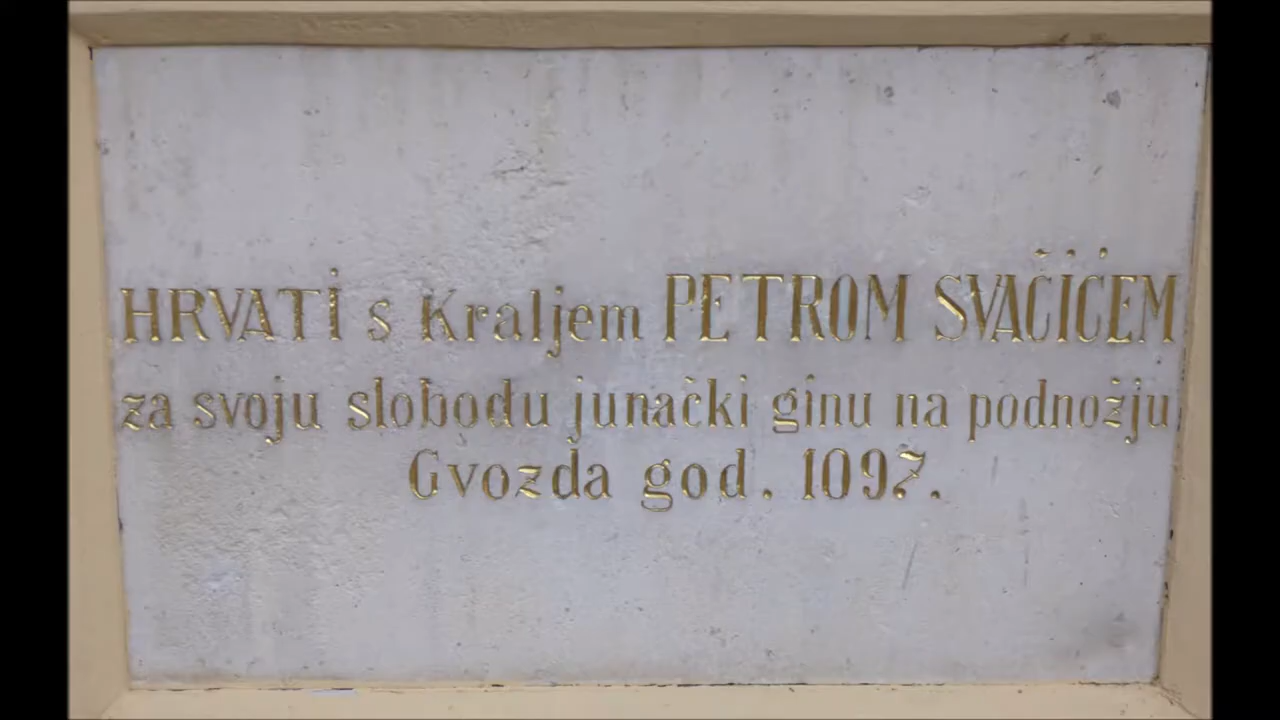 HRVATI s Kraljem PETROM SVAČIĆEM
za svoju slobodu junački ginu na podnožju
Gvozda god. 1097.